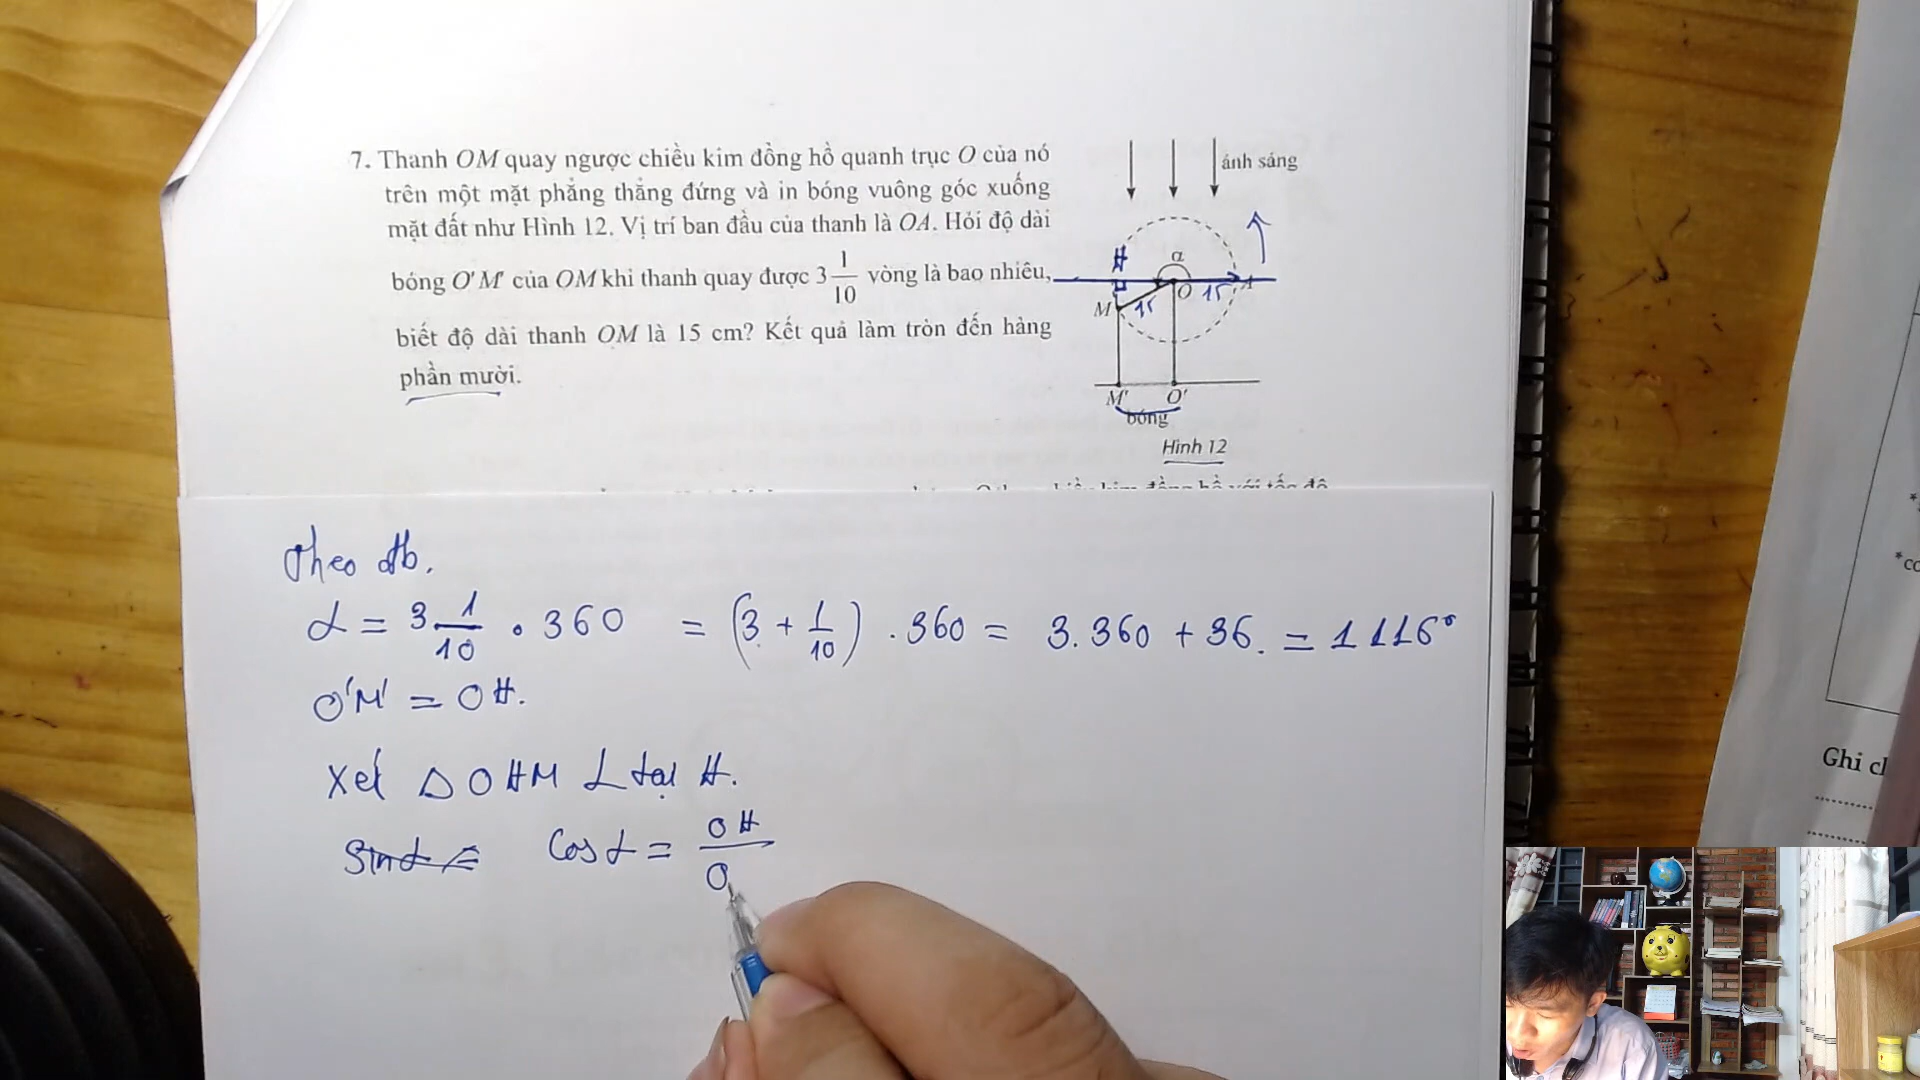 7. Thanh OM quay ngược chiều kim đồng hồ quanh trục O của nó
trên một mặt phẳng thẳng đứng và in bóng vuông góc xuống
mặt đất như Hình 12. Vị trí ban đầu của thanh là OA. Hỏi độ dài
bóng O'M' của OM khi thanh quay được 3 1/10 vòng là bao nhiêu,
biết độ dài thanh OM là 15 cm? Kết quả làm tròn đến hàng
phần mười.
ánh sáng
H
α
M
15
O
15
A
M'
O'
bóng
Hình 12
Theo đb.
α = 3 1/10 . 360 = (3 + 1/10) . 360 = 3.360 + 36. = 1116°
O'M' = OH.
Xét Δ OHM ⊥ tại H.
sin α = cos α = OH/O
Ghi